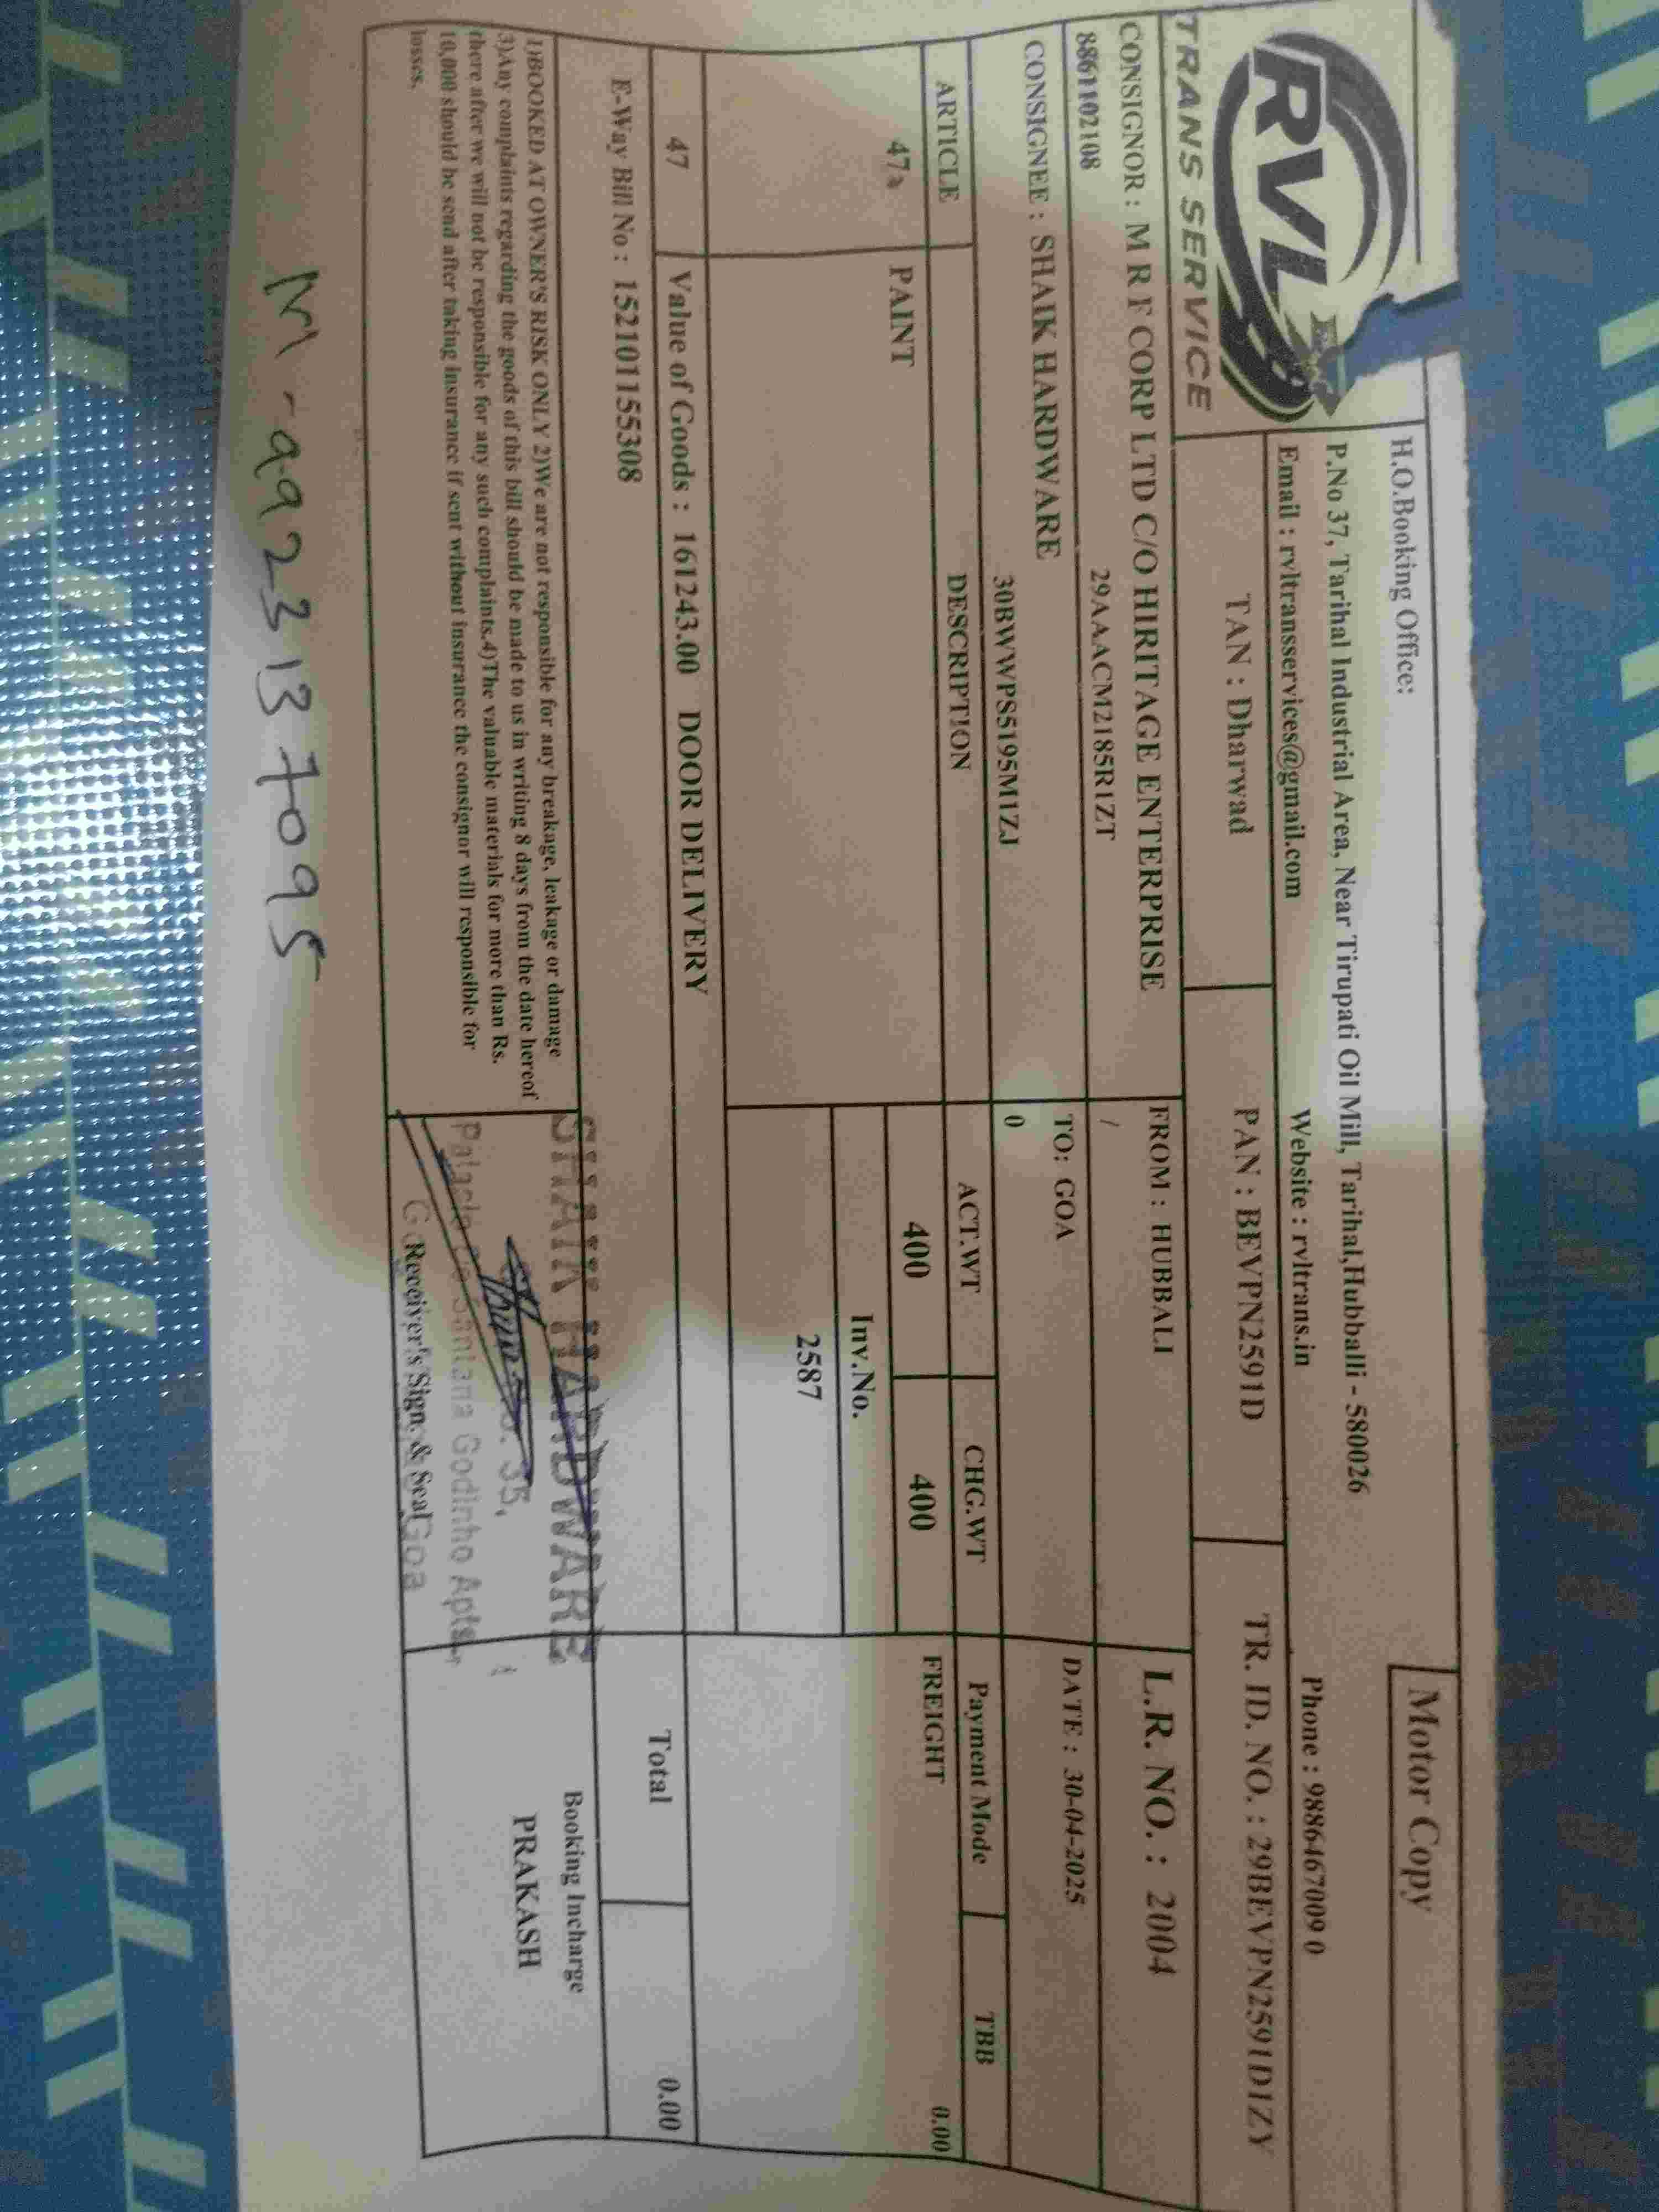 Motor Copy
RVL
TRANS SERVICE
H.O.Booking Office:
P.No 37, Tarihal Industrial Area, Near Tirupati Oil Mill, Tarihal,Hubballi - 580026
Email : rvltransservices@gmail.com Website : rvltrans.in Phone : 9886467009 0
TAN : Dharwad PAN : BEVPN2591D TR. ID. NO. : 29BEVPN2591D1ZY
CONSIGNOR : M R F CORP LTD C/O HIRITAGE ENTERPRISE FROM : HUBBALI L.R. NO. : 2004
8861102108 29AAACM2185R1ZT /
CONSIGNEE : SHAIK HARDWARE TO: GOA DATE : 30-04-2025
30BWWPS5195M1ZJ 0
ARTICLE DESCRIPTION ACT.WT CHG.WT Payment Mode TBB
47 PAINT 400 400 FREIGHT 0.00
Inv.No.
2587
47 Value of Goods : 161243.00 DOOR DELIVERY
E-Way Bill No : 152101155308 Total 0.00
1)BOOKED AT OWNER'S RISK ONLY 2)We are not responsible for any breakage, leakage or damage
3)Any complaints regarding the goods of this bill should be made to us in writing 8 days from the date hereof
there after we will not be responsible for any such complaints.4)The valuable materials for more than Rs.
10,000 should be send after taking insurance if sent without insurance the consignor will responsible for
losses.
SHAIK HARDWARE
35,
Santana Godinho Apts.,
Goa
Receiver's Sign. & Seal
Booking Incharge
PRAKASH
M - 9923137095